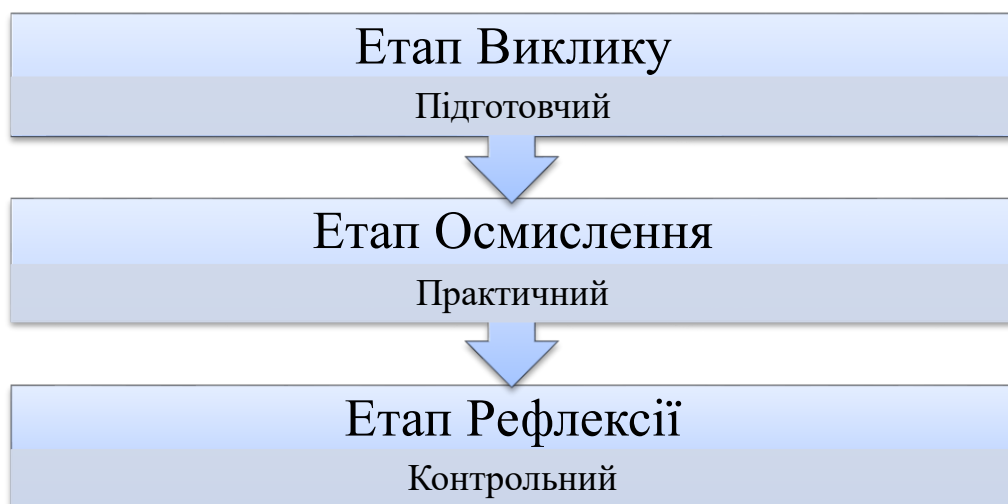 Етап Виклику
Підготовчий
Етап Осмислення
Практичний
Етап Рефлексії
Контрольний